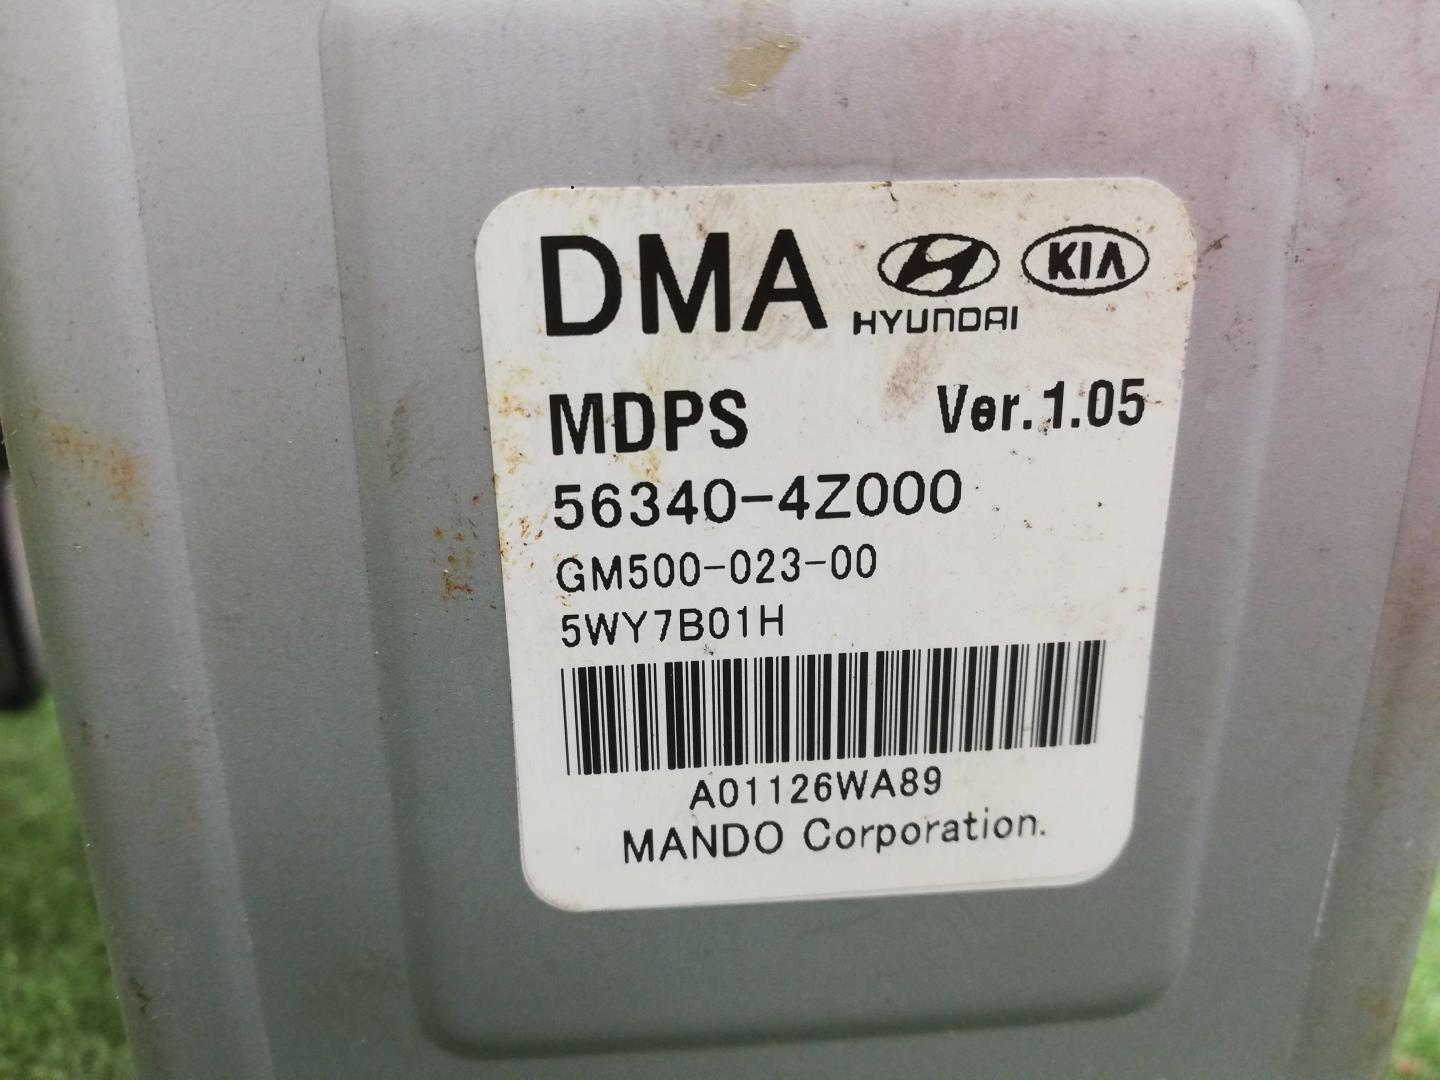 DMA HYUNDAI KIA
MDPS Ver.1.05
56340-4Z000
GM500-023-00
5WY7B01H
A01126WA89
MANDO Corporation.